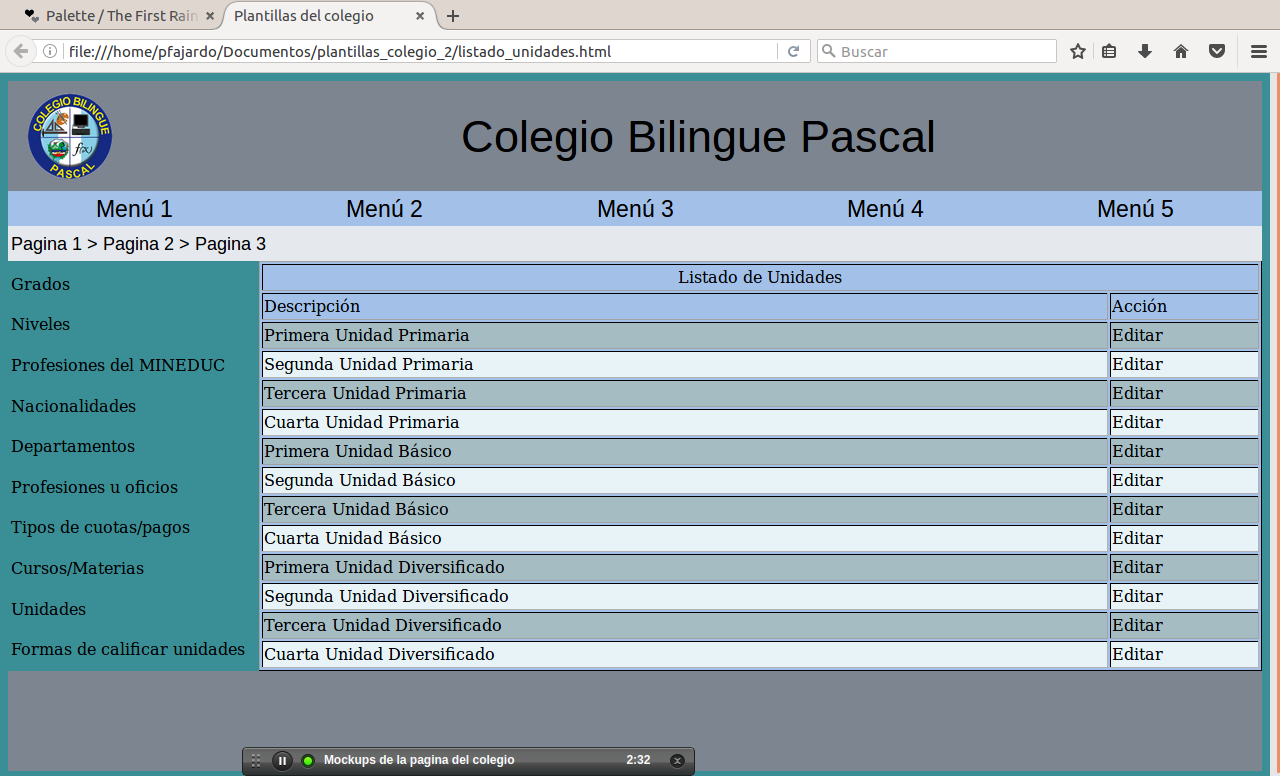 Palette / The First Rain
Plantillas del colegio
file:///home/pfajardo/Documentos/plantillas_colegio_2/listado_unidades.html
Buscar
COLEGIO BILINGUE
f(x)
PASCAL
Colegio Bilingue Pascal
Menú 1 Menú 2 Menú 3 Menú 4 Menú 5
Pagina 1 > Pagina 2 > Pagina 3
Grados
Niveles
Profesiones del MINEDUC
Nacionalidades
Departamentos
Profesiones u oficios
Tipos de cuotas/pagos
Cursos/Materias
Unidades
Formas de calificar unidades
Listado de Unidades
Descripción Acción
Primera Unidad Primaria Editar
Segunda Unidad Primaria Editar
Tercera Unidad Primaria Editar
Cuarta Unidad Primaria Editar
Primera Unidad Básico Editar
Segunda Unidad Básico Editar
Tercera Unidad Básico Editar
Cuarta Unidad Básico Editar
Primera Unidad Diversificado Editar
Segunda Unidad Diversificado Editar
Tercera Unidad Diversificado Editar
Cuarta Unidad Diversificado Editar
Mockups de la pagina del colegio 2:32